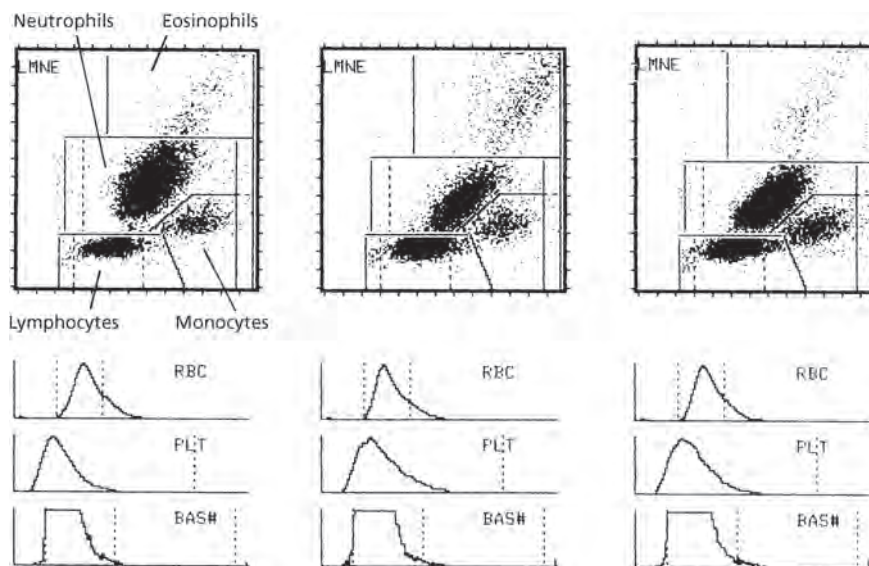 Neutrophils Eosinophils
LMNE LMNE LMNE
Lymphocytes Monocytes
RBC RBC RBC
PLT PLT PLT
BAS# BAS# BAS#